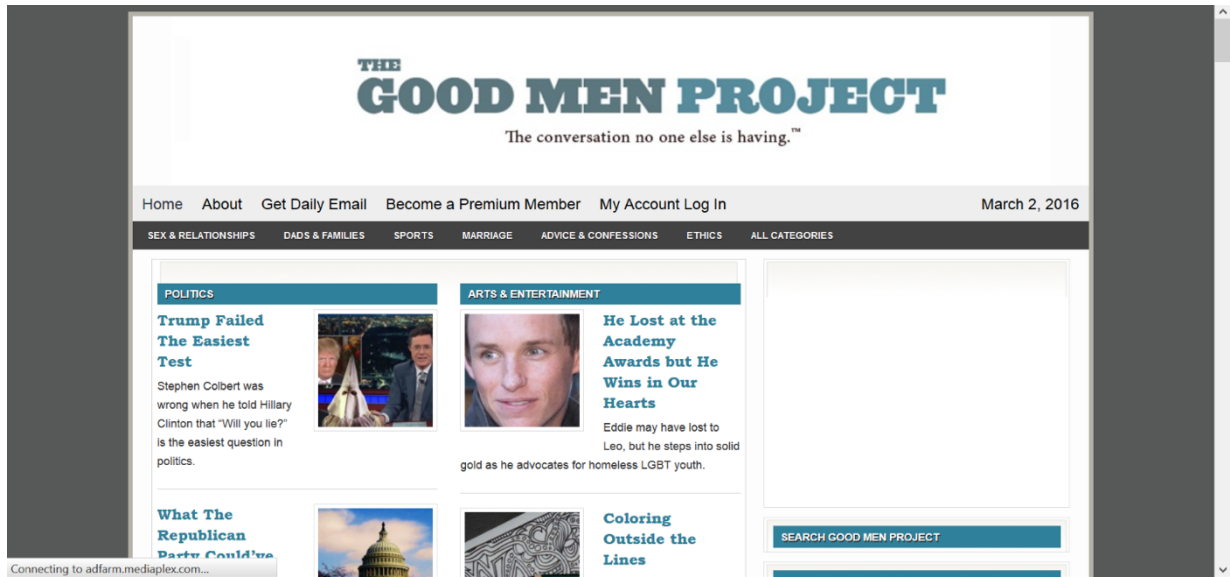 THE
GOOD MEN PROJECT
The conversation no one else is having.™
Home About Get Daily Email Become a Premium Member My Account Log In March 2, 2016
SEX & RELATIONSHIPS DADS & FAMILIES SPORTS MARRIAGE ADVICE & CONFESSIONS ETHICS ALL CATEGORIES
POLITICS
Trump Failed
The Easiest
Test
Stephen Colbert was
wrong when he told Hillary
Clinton that “Will you lie?”
is the easiest question in
politics.
What The
Republican
Party Could’ve
ARTS & ENTERTAINMENT
He Lost at the
Academy
Awards but He
Wins in Our
Hearts
Eddie may have lost to
Leo, but he steps into solid
gold as he advocates for homeless LGBT youth.
Coloring
Outside the
Lines
SEARCH GOOD MEN PROJECT
Connecting to adfarm.mediaplex.com...